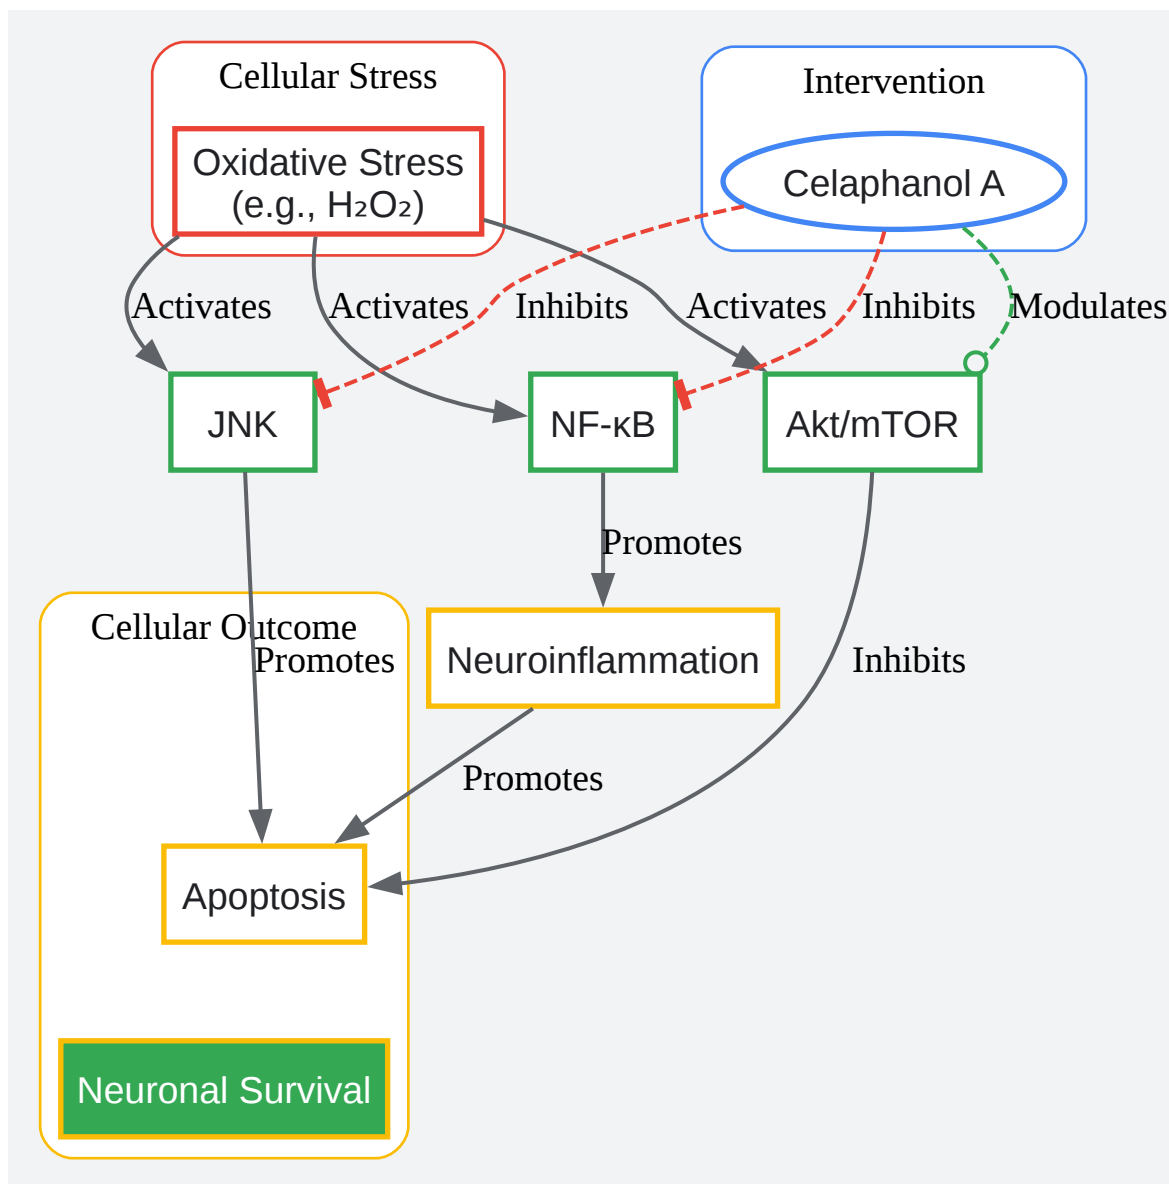 Cellular Stress
Intervention
Oxidative Stress
(e.g., H₂O₂)
Celaphanol A
Activates
Activates
Inhibits
Activates
Inhibits
Modulates
JNK
NF-κB
Akt/mTOR
Promotes
Cellular Outcome
Promotes
Neuroinflammation
Inhibits
Promotes
Apoptosis
Neuronal Survival